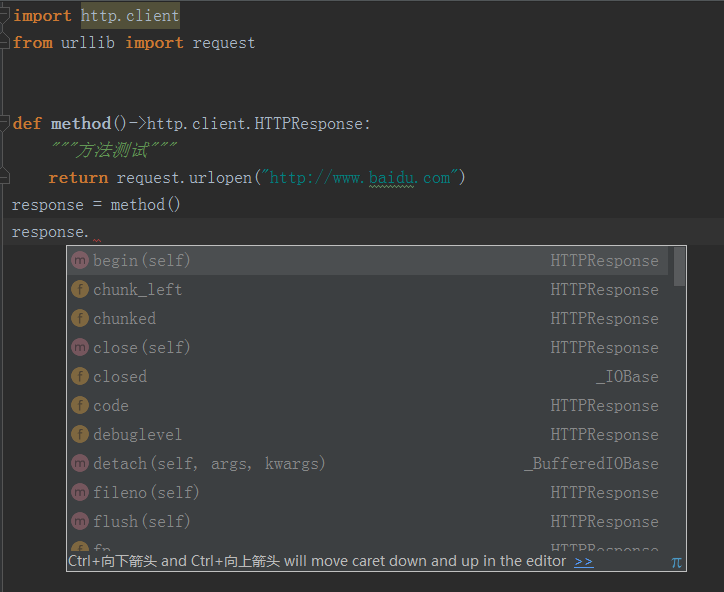 import http.client
from urllib import request
def method()->http.client.HTTPResponse:
"""方法测试"""
return request.urlopen("http://www.baidu.com")
response = method()
response.
m begin(self) HTTPResponse
f chunk_left HTTPResponse
f chunked HTTPResponse
m close(self) HTTPResponse
f closed _IOBase
f code HTTPResponse
f debuglevel HTTPResponse
m detach(self, args, kwargs) _BufferedIOBase
m fileno(self) HTTPResponse
m flush(self) HTTPResponse
f fp HTTPResponse
Ctrl+向下箭头 and Ctrl+向上箭头 will move caret down and up in the editor >> π